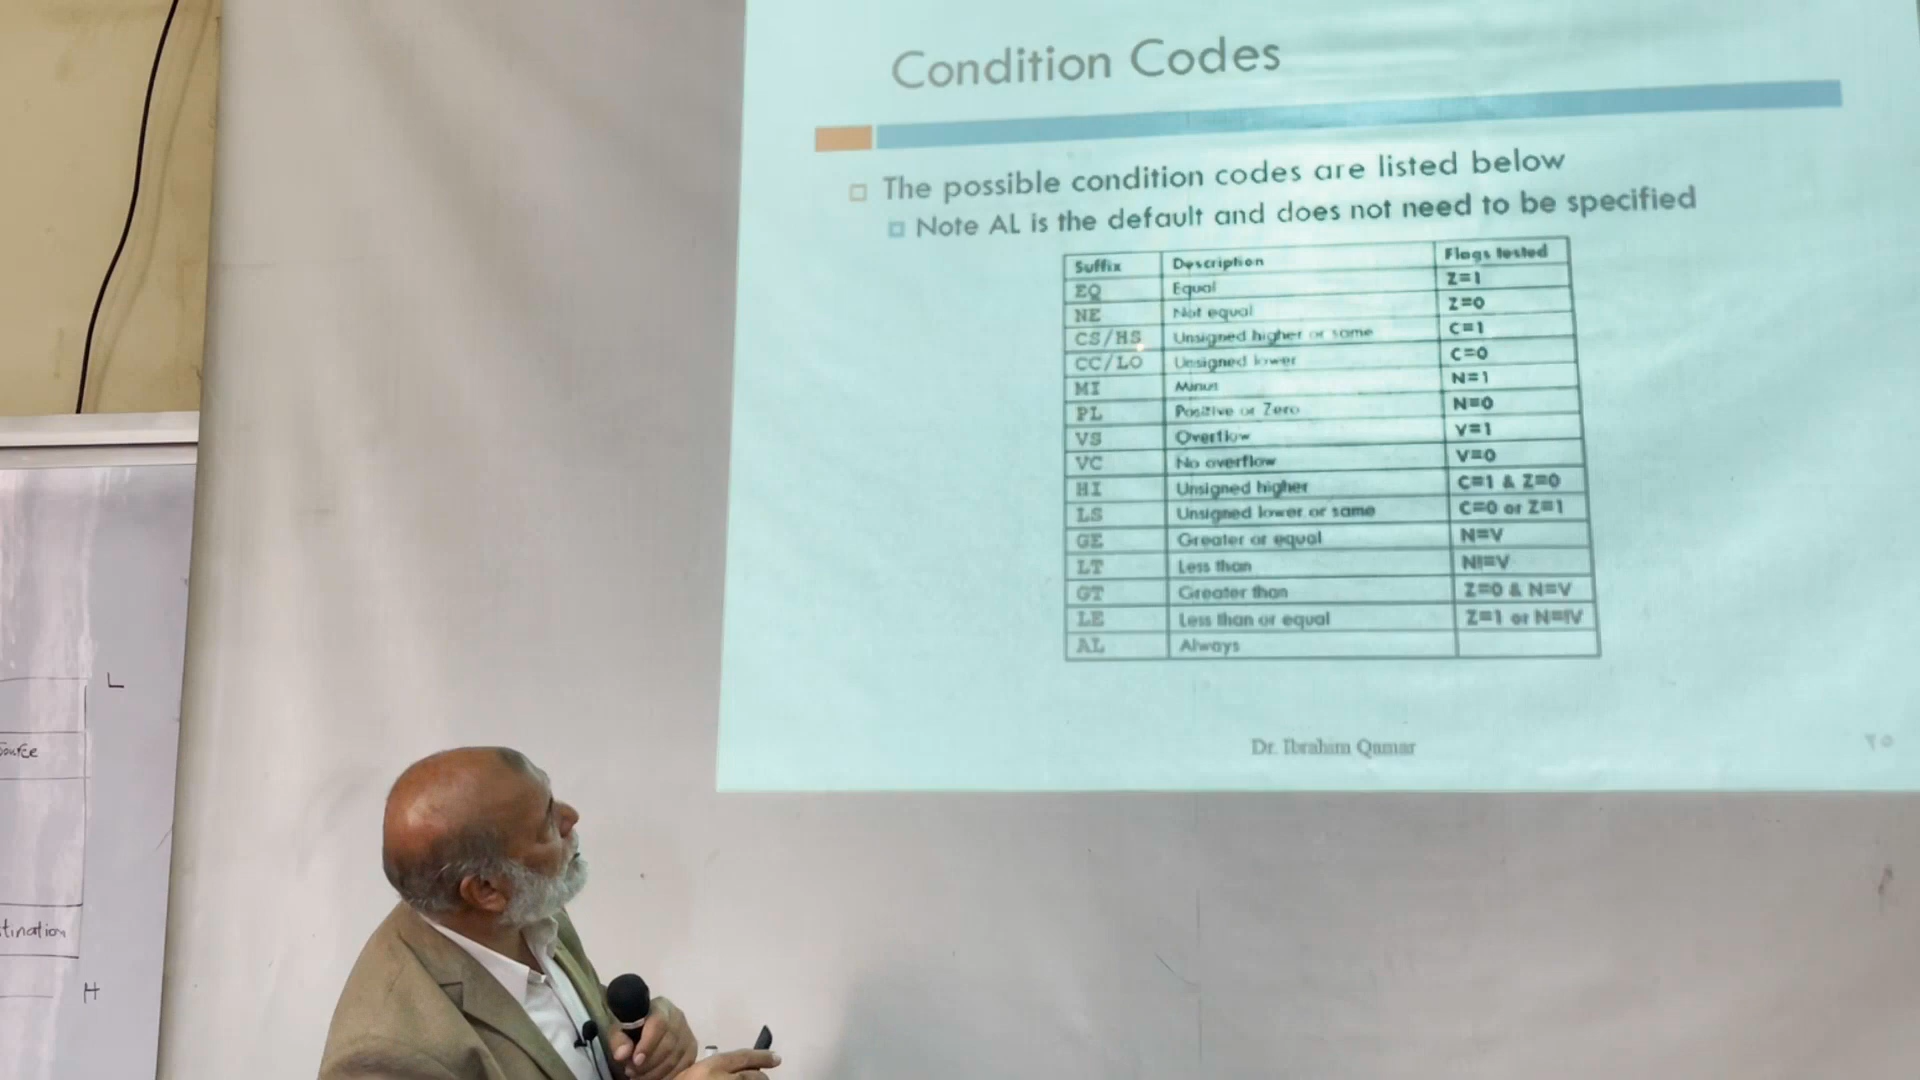 Condition Codes
The possible condition codes are listed below
Note AL is the default and does not need to be specified
Suffix Description Flags tested
EQ Equal Z=1
NE Not equal Z=0
CS/HS Unsigned higher or same C=1
CC/LO Unsigned lower C=0
MI Minus N=1
PL Positive or Zero N=0
VS Overflow V=1
VC No overflow V=0
HI Unsigned higher C=1 & Z=0
LS Unsigned lower or same C=0 or Z=1
GE Greater or equal N=V
LT Less than N!=V
GT Greater than Z=0 & N=V
LE Less than or equal Z=1 or N=!V
AL Always
Dr. Ibrahim Qamar
٢٥
L
source
tination
H